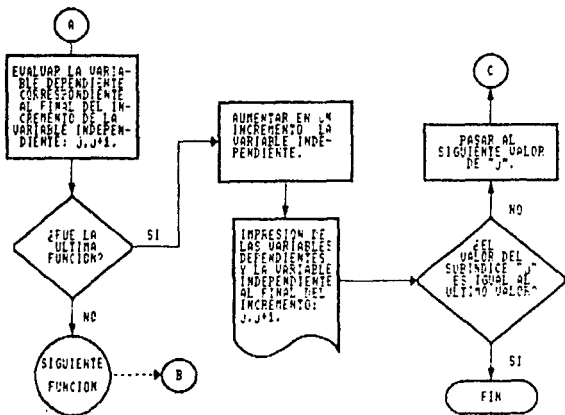 A
EVALUAR LA VARIA-
BLE DEPENDIENTE
CORRESPONDIENTE
AL FINAL DEL IN-
CREMENTO DE LA
VARIABLE INDEPEN-
DIENTE: j,j+1.
¿FUE LA
ULTIMA
FUNCION?
SI
NO
SIGUIENTE
FUNCION
B
AUMENTAR EN UN
INCREMENTO LA
VARIABLE INDE-
PENDIENTE.
IMPRESION DE
LAS VARIABLES
DEPENDIENTES
Y LA VARIABLE
INDEPENDIENTE
AL FINAL DEL
INCREMENTO:
j,j+1.
C
PASAR AL
SIGUIENTE VALOR
DE "j".
NO
¿EL
VALOR DEL
SUBINDICE "j"
ES IGUAL AL
ULTIMO VALOR?
SI
FIN